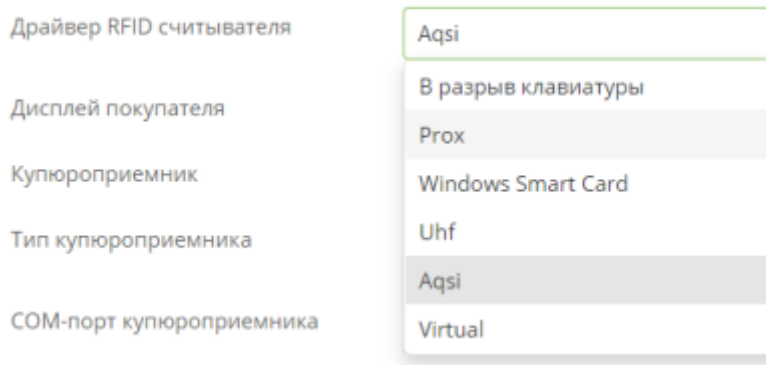 Драйвер RFID считывателя
Aqsi
В разрыв клавиатуры
Дисплей покупателя
Prox
Купюроприемник
Windows Smart Card
Тип купюроприемника
Uhf
Aqsi
COM-порт купюроприемника
Virtual